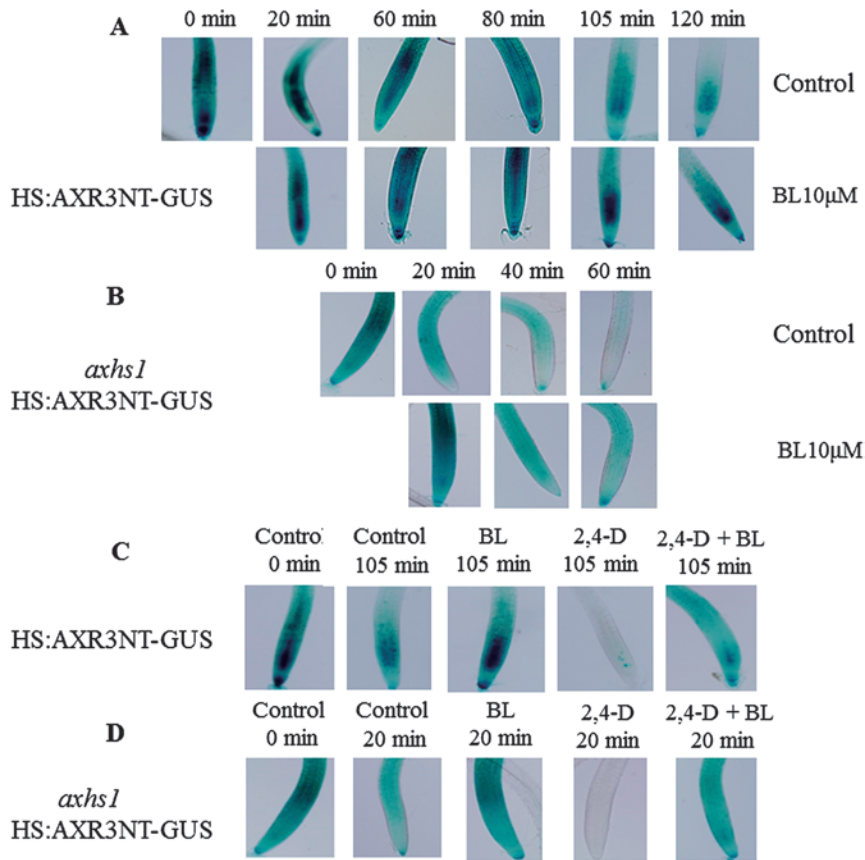 A
0 min 20 min 60 min 80 min 105 min 120 min
Control
HS:AXR3NT-GUS
BL10μM
B
0 min 20 min 40 min 60 min
Control
axhs1
HS:AXR3NT-GUS
BL10μM
C
Control Control BL 2,4-D 2,4-D + BL
0 min 105 min 105 min 105 min 105 min
HS:AXR3NT-GUS
D
Control Control BL 2,4-D 2,4-D + BL
0 min 20 min 20 min 20 min 20 min
axhs1
HS:AXR3NT-GUS